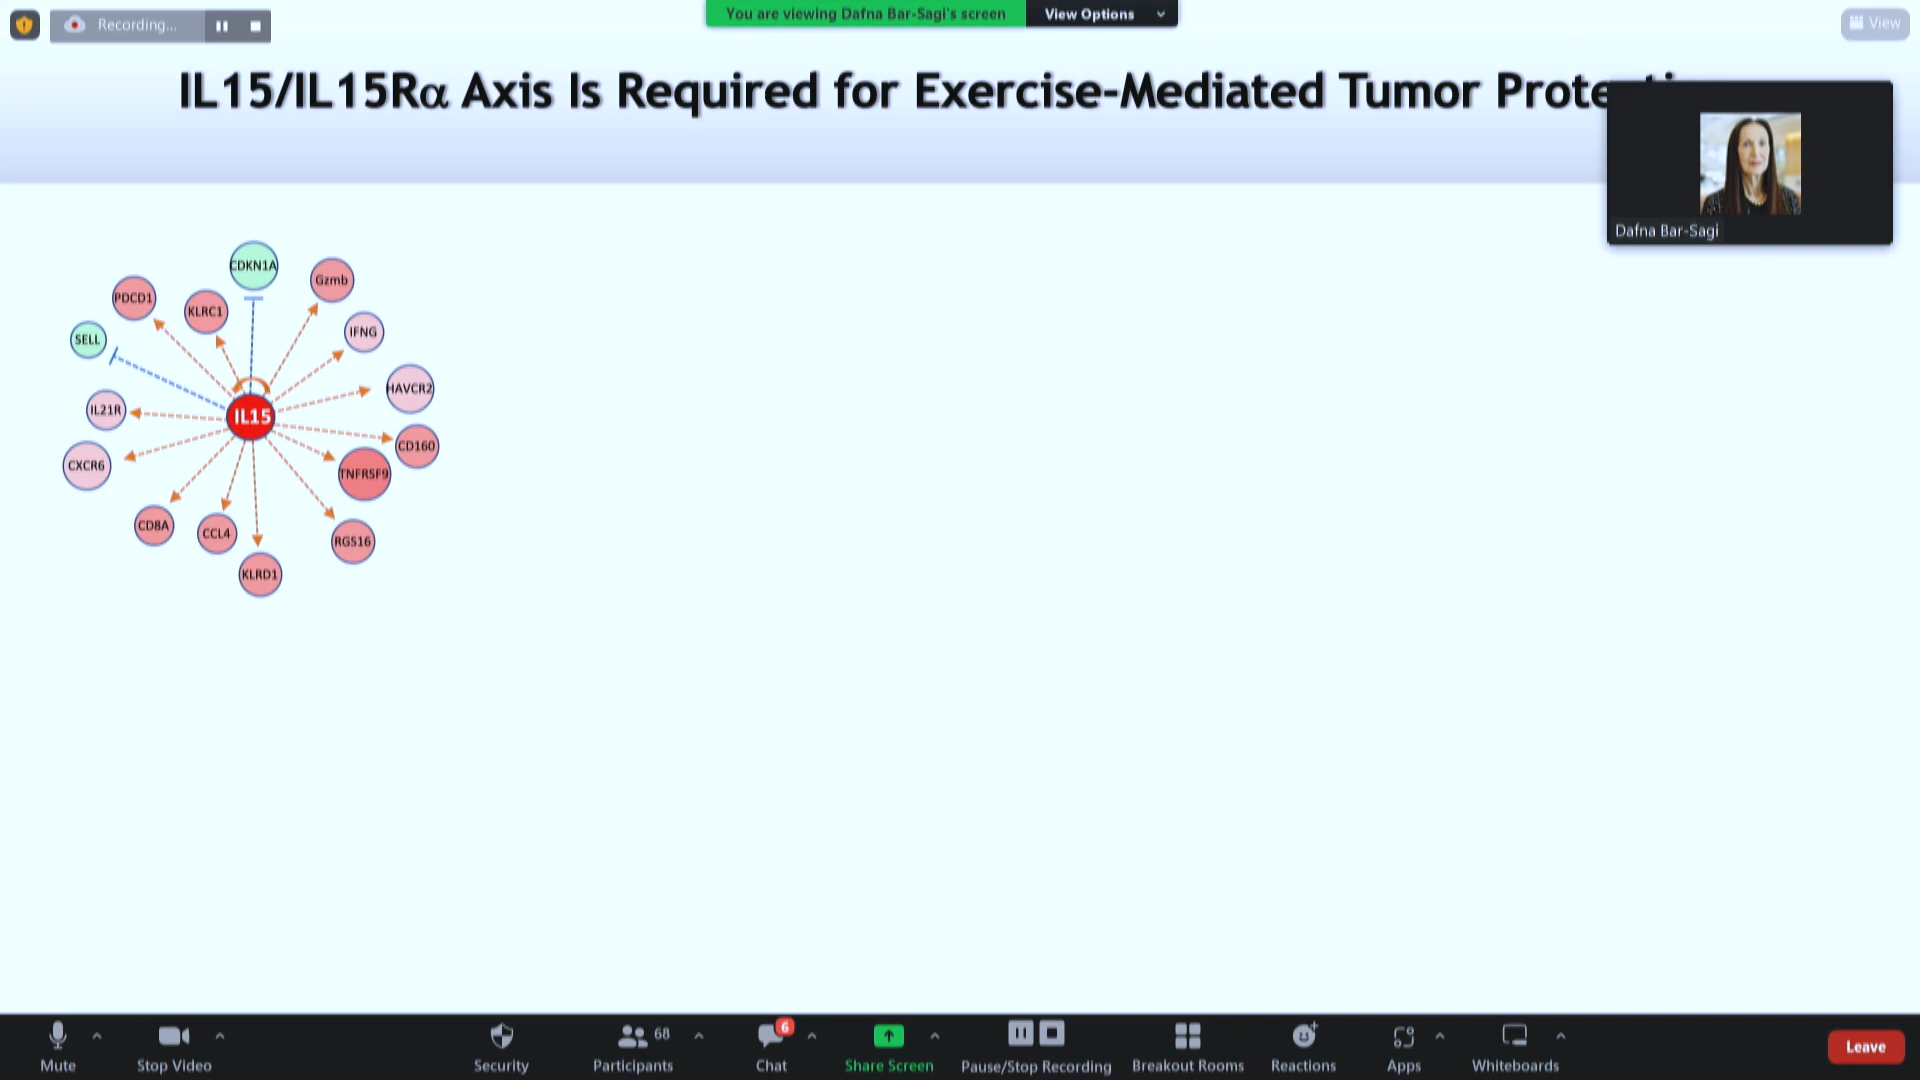 Recording...
You are viewing Dafna Bar-Sagi's screen
View Options
View
IL15/IL15Rα Axis Is Required for Exercise-Mediated Tumor Prote
Dafna Bar-Sagi
CDKN1A
Gzmb
PDCD1
KLRC1
IFNG
SELL
HAVCR2
IL21R
IL15
CD160
CXCR6
TNFRSF9
CD8A
CCL4
RGS16
KLRD1
Mute
Stop Video
Security
Participants 68
Chat 6
Share Screen
Pause/Stop Recording
Breakout Rooms
Reactions
Apps
Whiteboards
Leave